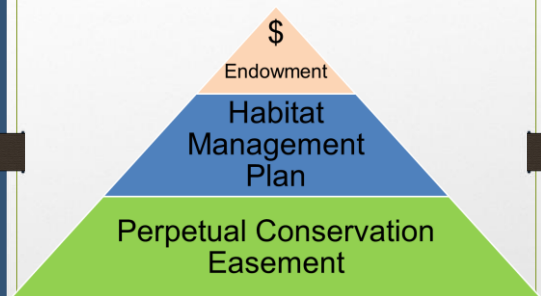 $
Endowment
Habitat
Management
Plan
Perpetual Conservation
Easement